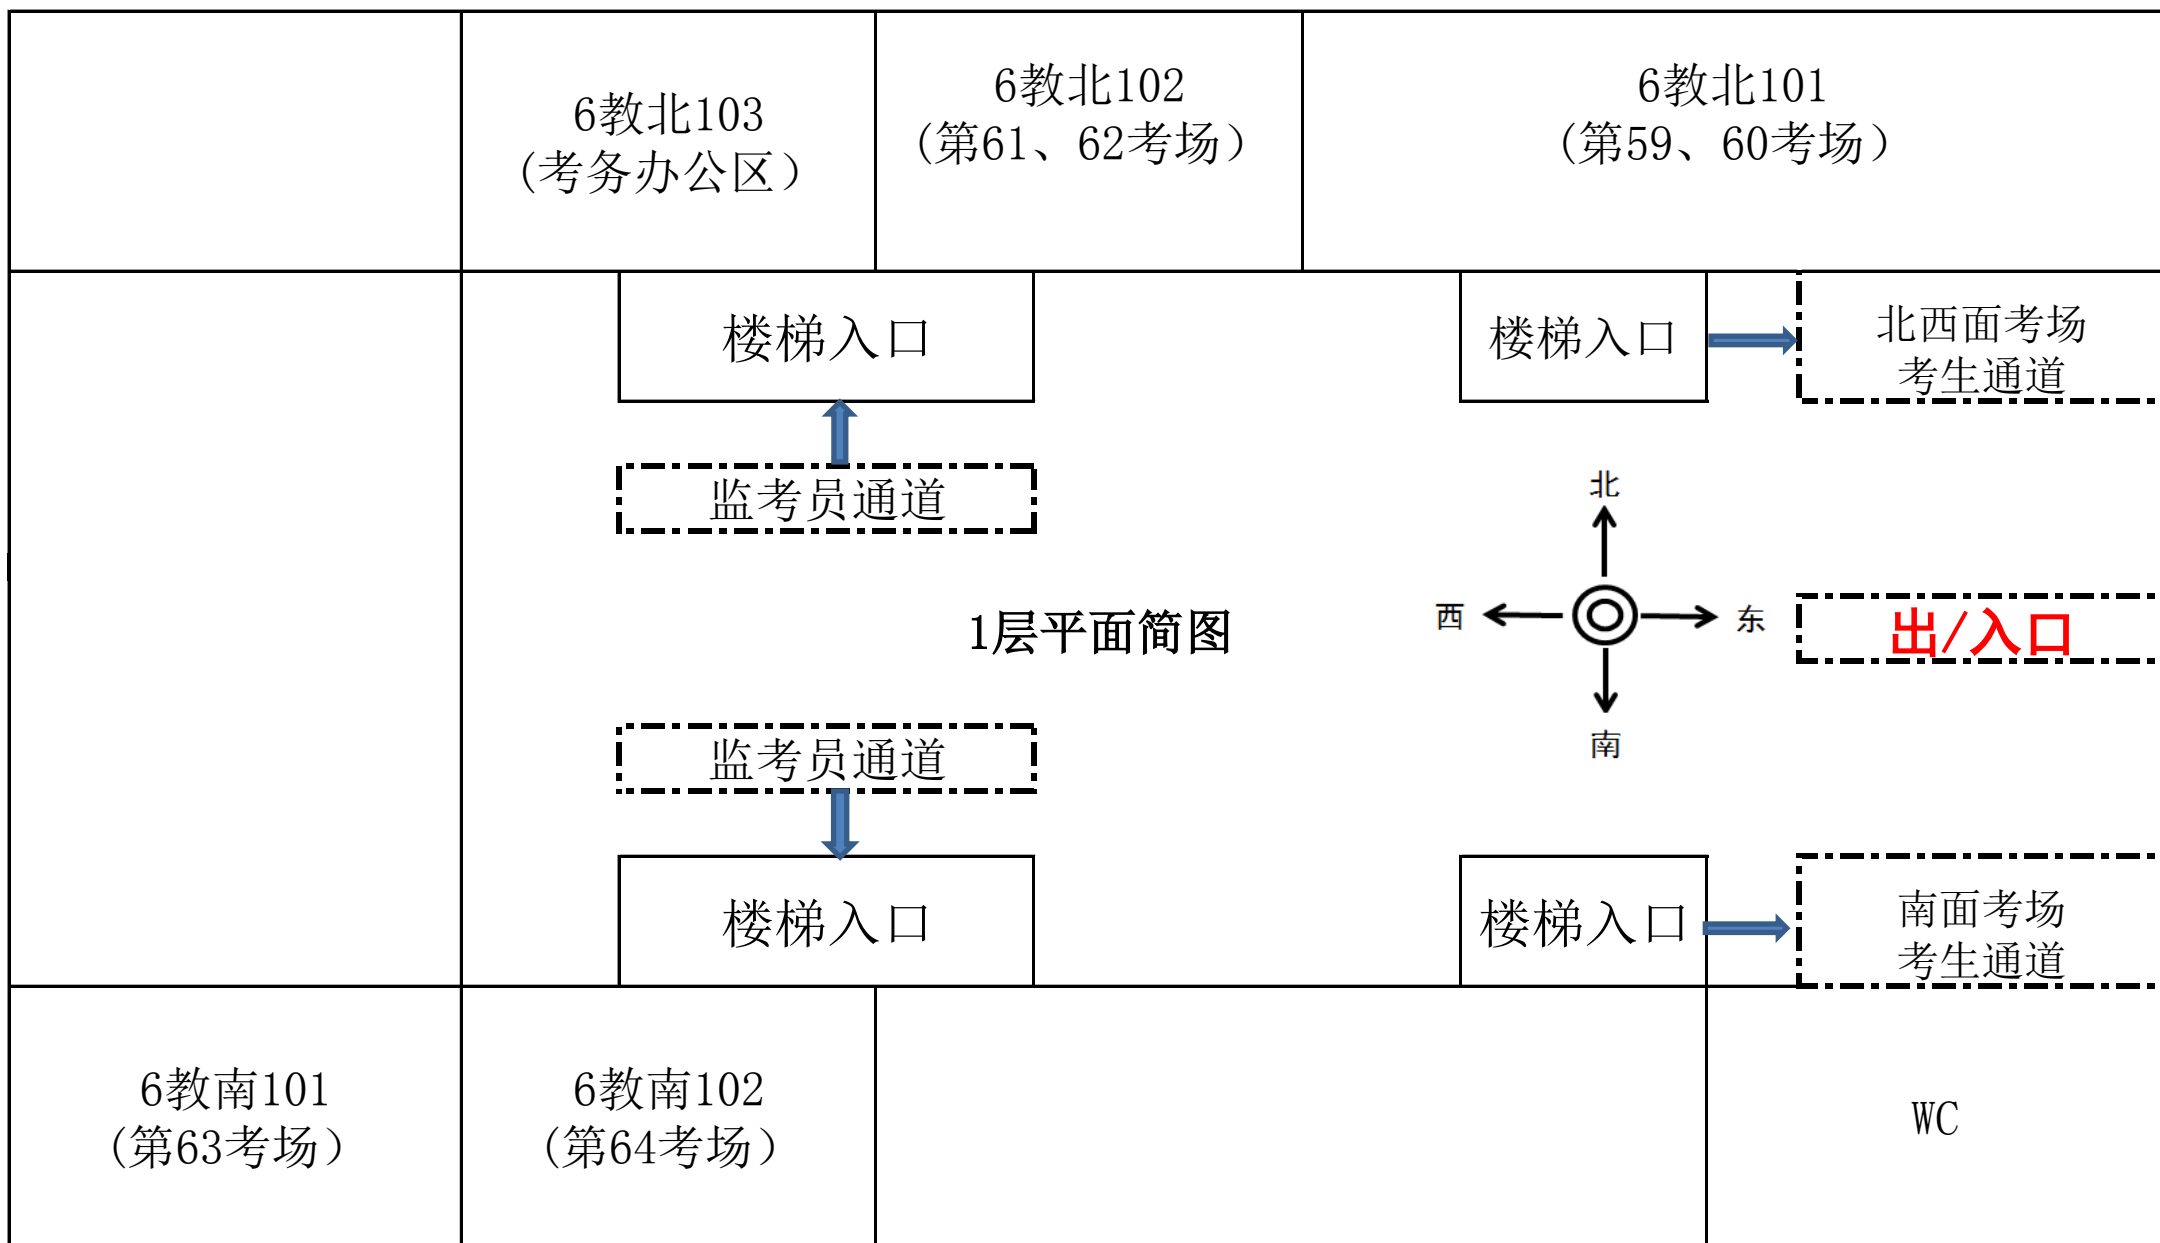 6教北103
(考务办公区）
6教北102
(第61、62考场）
6教北101
(第59、60考场）
楼梯入口
楼梯入口
北西面考场
考生通道
监考员通道
北
西
东
南
1层平面简图
出/入口
监考员通道
楼梯入口
楼梯入口
南面考场
考生通道
6教南101
(第63考场）
6教南102
(第64考场）
WC